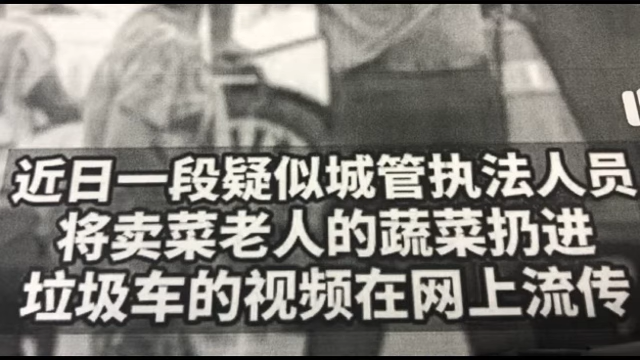 近日一段疑似城管执法人员
将卖菜老人的蔬菜扔进
垃圾车的视频在网上流传